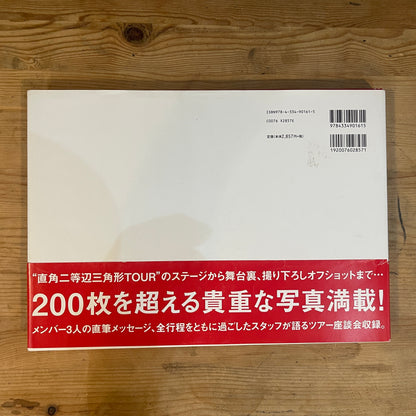 ISBN978-4-334-90161-5
C0076 ¥2857E
定価(本体2,857円+税)
9784334901615
1920076028571
“直角二等辺三角形TOUR”のステージから舞台裏、撮り下ろしオフショットまで…
200枚を超える貴重な写真満載!
メンバー3人の直筆メッセージ、全行程をともに過ごしたスタッフが語るツアー座談会収録。